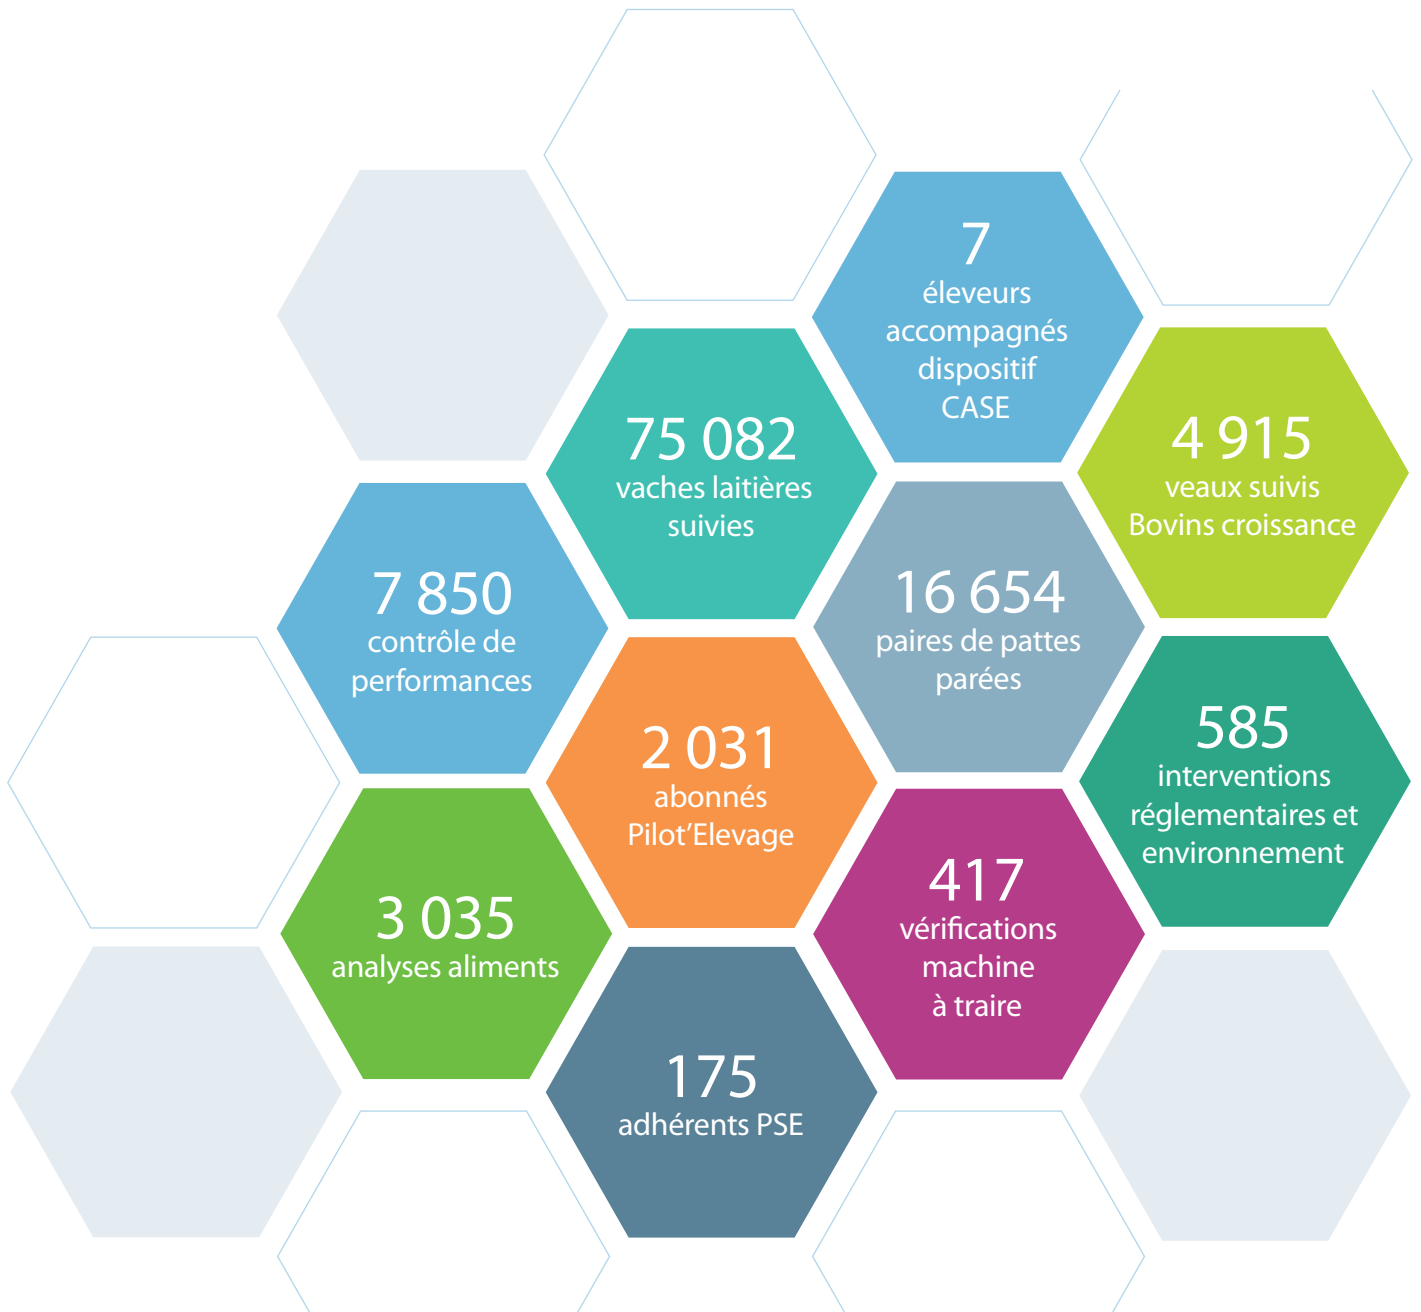 7
éleveurs
accompagnés
dispositif
CASE
75 082
vaches laitières
suivies
4 915
veaux suivis
Bovins croissance
7 850
contrôle de
performances
16 654
paires de pattes
parées
2 031
abonnés
Pilot’Elevage
585
interventions
réglementaires et
environnement
3 035
analyses aliments
417
vérifications
machine
à traire
175
adhérents PSE